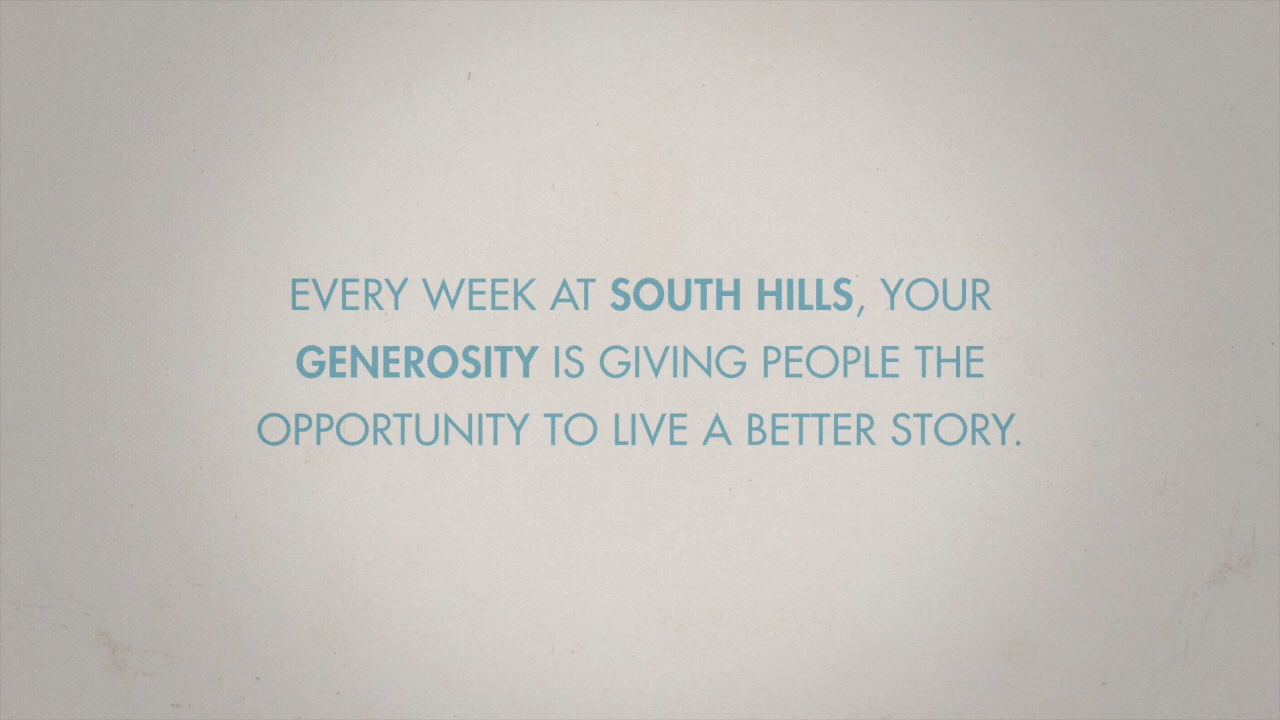 EVERY WEEK AT SOUTH HILLS, YOUR
GENEROSITY IS GIVING PEOPLE THE
OPPORTUNITY TO LIVE A BETTER STORY.